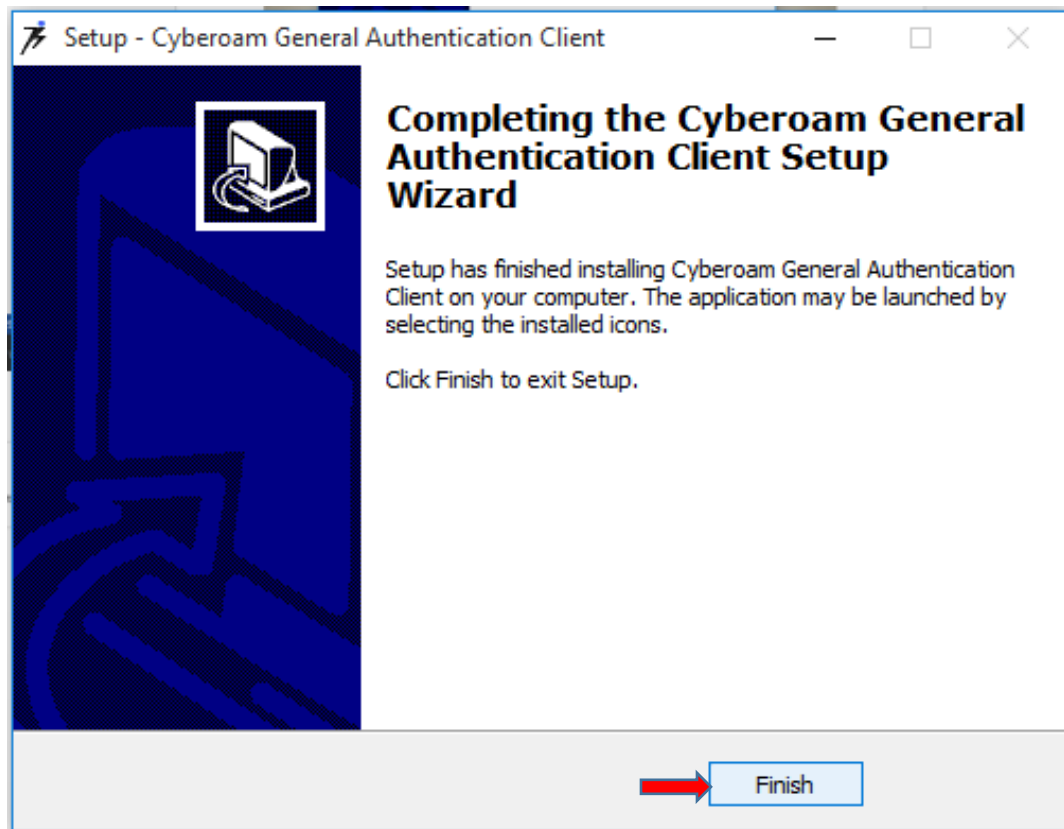 Setup - Cyberoam General Authentication Client
Completing the Cyberoam General
Authentication Client Setup
Wizard
Setup has finished installing Cyberoam General Authentication
Client on your computer. The application may be launched by
selecting the installed icons.
Click Finish to exit Setup.
Finish